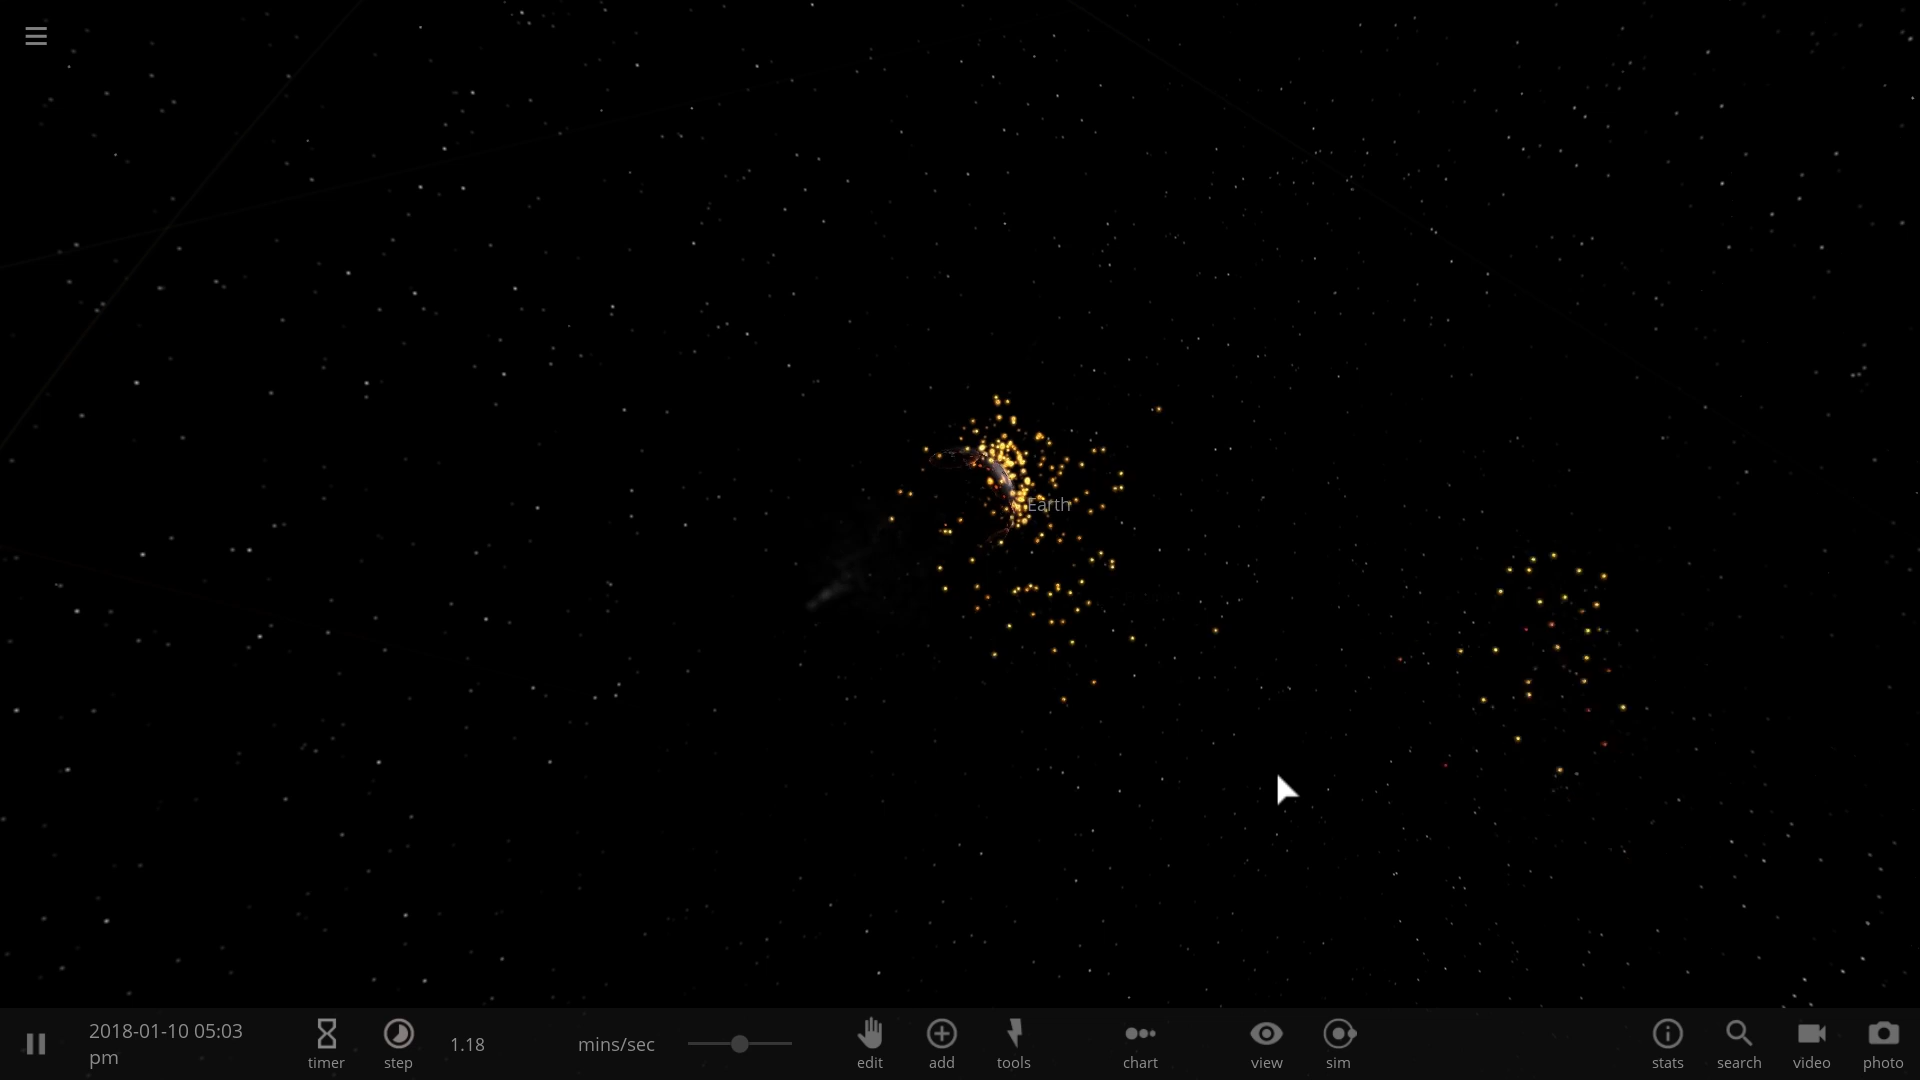 Earth
2018-01-10 05:03
pm
timer
step
1.18
mins/sec
edit
add
tools
chart
view
sim
stats
search
video
photo